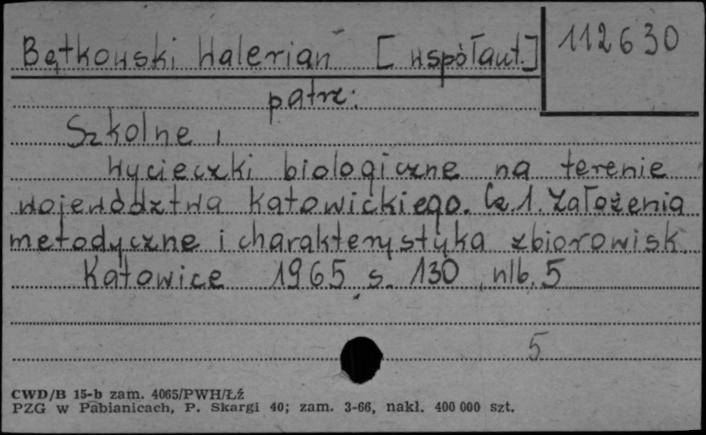 Bątkowski Walerian [współaut.]
112630
patrz:
Szkolne,
Wycieczki biologiczne na terenie
województwa katowickiego. Cz 1. Założenia
metodyczne i charakterystyka zbiorowisk.
Katowice 1965 s. 130, nlb. 5
5
CWD/B 15-b zam. 4065/PWH/Łź
PZG w Pabianicach, P. Skargi 40; zam. 3-66, nakł. 400 000 szt.